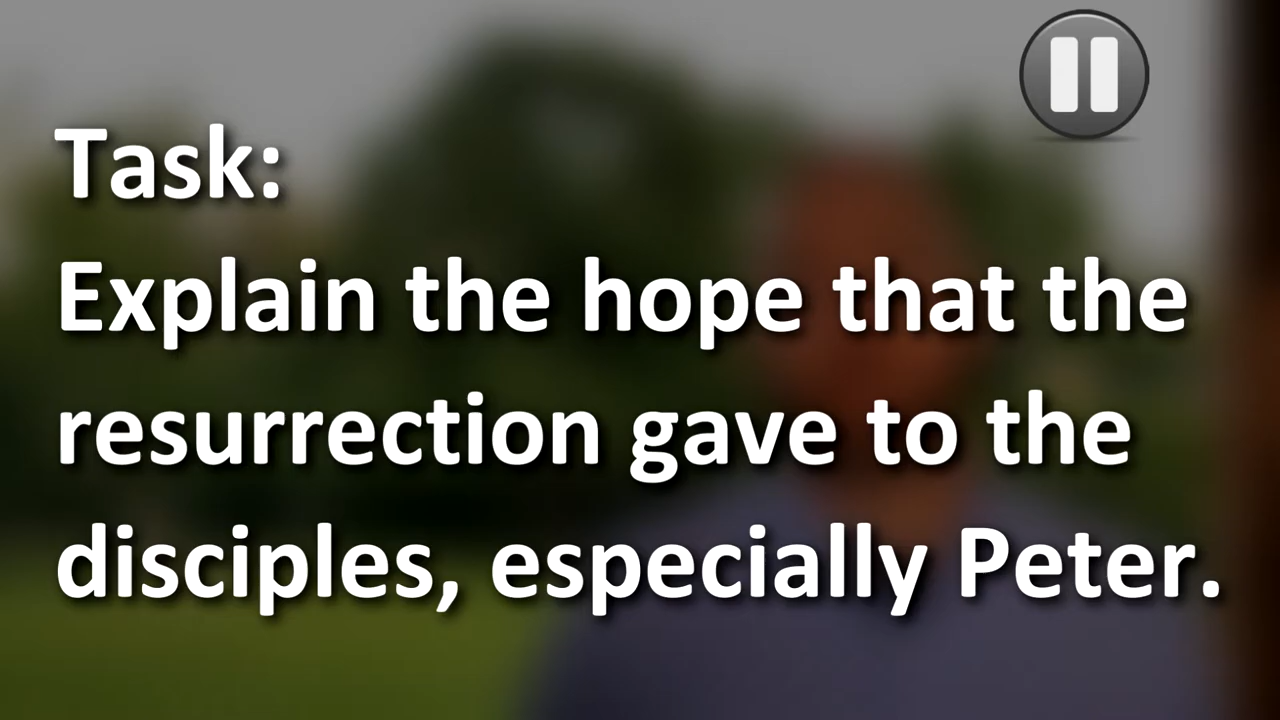 Task:
Explain the hope that the
resurrection gave to the
disciples, especially Peter.